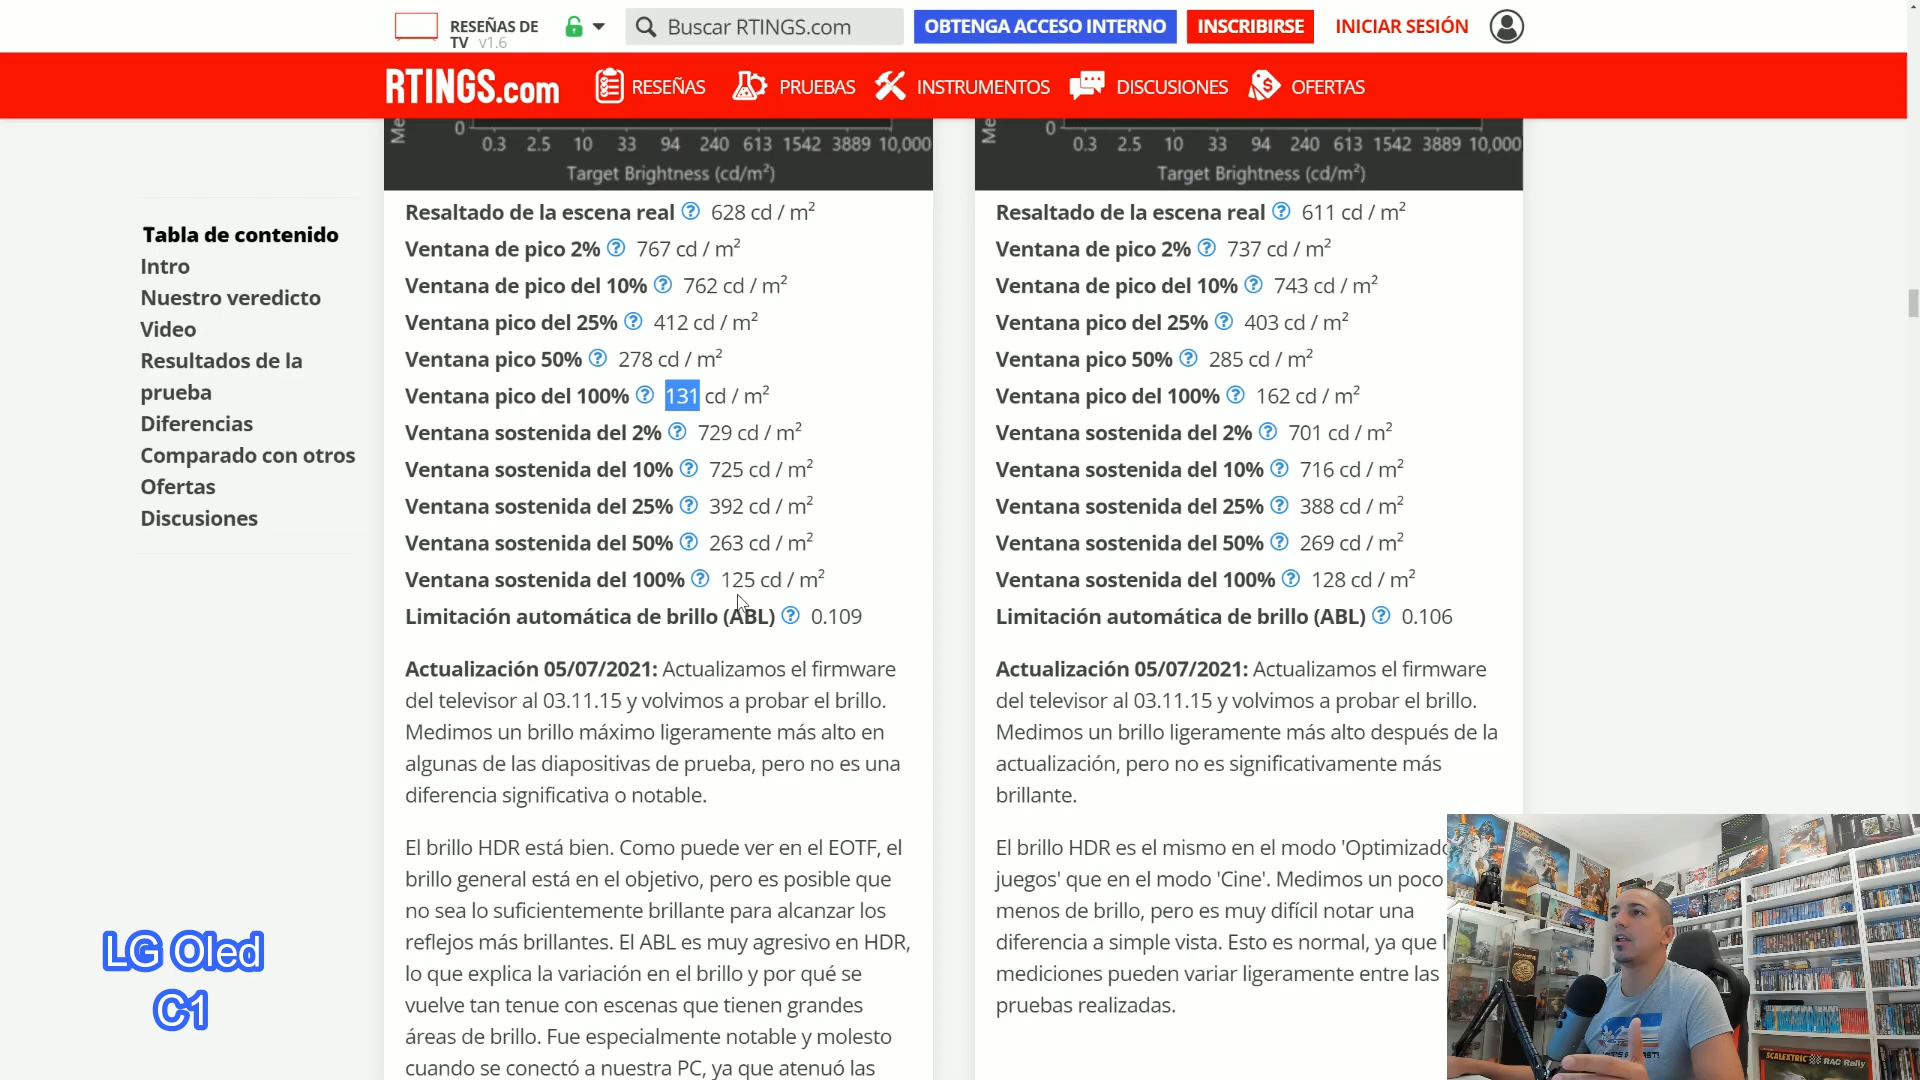 RESEÑAS DE
TV v1.6
Buscar RTINGS.com
OBTENGA ACCESO INTERNO
INSCRIBIRSE
INICIAR SESIÓN
RTINGS.com
RESEÑAS
PRUEBAS
INSTRUMENTOS
DISCUSIONES
OFERTAS
Tabla de contenido
Intro
Nuestro veredicto
Video
Resultados de la
prueba
Diferencias
Comparado con otros
Ofertas
Discusiones
LG Oled
C1
Me
0
0.3 2.5 10 33 94 240 613 1542 3889 10,000
Target Brightness (cd/m²)
Resaltado de la escena real ? 628 cd / m²
Ventana de pico 2% ? 767 cd / m²
Ventana de pico del 10% ? 762 cd / m²
Ventana pico del 25% ? 412 cd / m²
Ventana pico 50% ? 278 cd / m²
Ventana pico del 100% ? 131 cd / m²
Ventana sostenida del 2% ? 729 cd / m²
Ventana sostenida del 10% ? 725 cd / m²
Ventana sostenida del 25% ? 392 cd / m²
Ventana sostenida del 50% ? 263 cd / m²
Ventana sostenida del 100% ? 125 cd / m²
Limitación automática de brillo (ABL) ? 0.109
Actualización 05/07/2021: Actualizamos el firmware
del televisor al 03.11.15 y volvimos a probar el brillo.
Medimos un brillo máximo ligeramente más alto en
algunas de las diapositivas de prueba, pero no es una
diferencia significativa o notable.
El brillo HDR está bien. Como puede ver en el EOTF, el
brillo general está en el objetivo, pero es posible que
no sea lo suficientemente brillante para alcanzar los
reflejos más brillantes. El ABL es muy agresivo en HDR,
lo que explica la variación en el brillo y por qué se
vuelve tan tenue con escenas que tienen grandes
áreas de brillo. Fue especialmente notable y molesto
cuando se conectó a nuestra PC, ya que atenuó las
Me
0
0.3 2.5 10 33 94 240 613 1542 3889 10,000
Target Brightness (cd/m²)
Resaltado de la escena real ? 611 cd / m²
Ventana de pico 2% ? 737 cd / m²
Ventana de pico del 10% ? 743 cd / m²
Ventana pico del 25% ? 403 cd / m²
Ventana pico 50% ? 285 cd / m²
Ventana pico del 100% ? 162 cd / m²
Ventana sostenida del 2% ? 701 cd / m²
Ventana sostenida del 10% ? 716 cd / m²
Ventana sostenida del 25% ? 388 cd / m²
Ventana sostenida del 50% ? 269 cd / m²
Ventana sostenida del 100% ? 128 cd / m²
Limitación automática de brillo (ABL) ? 0.106
Actualización 05/07/2021: Actualizamos el firmware
del televisor al 03.11.15 y volvimos a probar el brillo.
Medimos un brillo ligeramente más alto después de la
actualización, pero no es significativamente más
brillante.
El brillo HDR es el mismo en el modo 'Optimizado
juegos' que en el modo 'Cine'. Medimos un poco
menos de brillo, pero es muy difícil notar una
diferencia a simple vista. Esto es normal, ya que
mediciones pueden variar ligeramente entre las
pruebas realizadas.
SCALEXTRIC RAC Rally